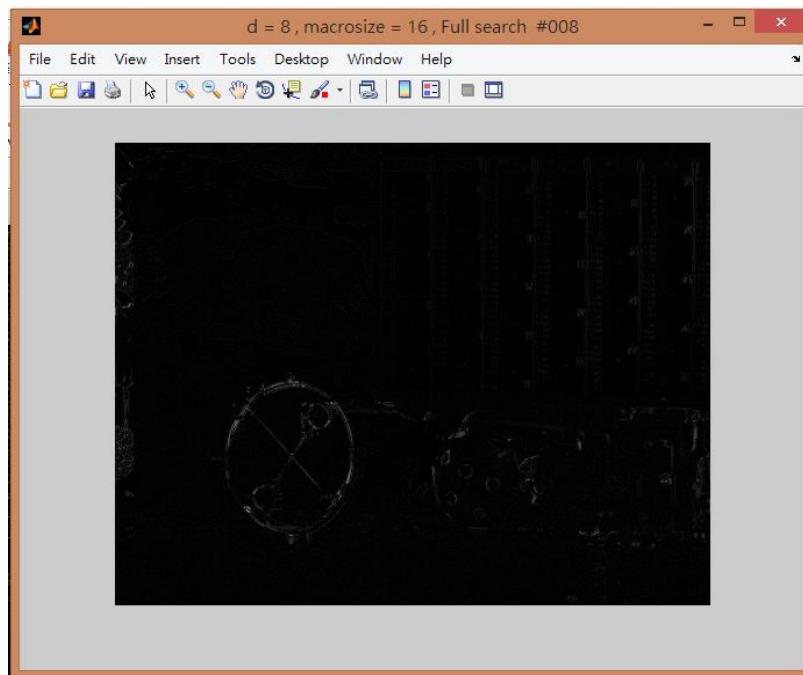 d = 8 , macrosize = 16 , Full search  #008
File Edit View Insert Tools Desktop Window Help